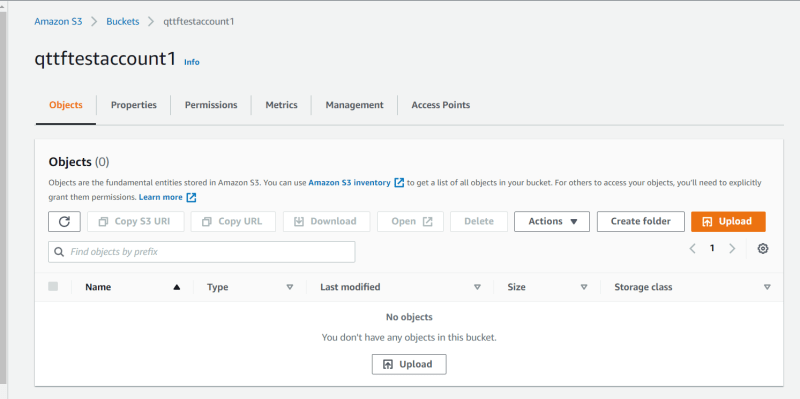 Amazon S3 > Buckets > qttftestaccount1
qttftestaccount1 Info
Objects Properties Permissions Metrics Management Access Points
Objects (0)
Objects are the fundamental entities stored in Amazon S3. You can use Amazon S3 inventory to get a list of all objects in your bucket. For others to access your objects, you'll need to explicitly
grant them permissions. Learn more
Copy S3 URI Copy URL Download Open Delete Actions Create folder Upload
Find objects by prefix 1
Name Type Last modified Size Storage class
No objects
You don't have any objects in this bucket.
Upload